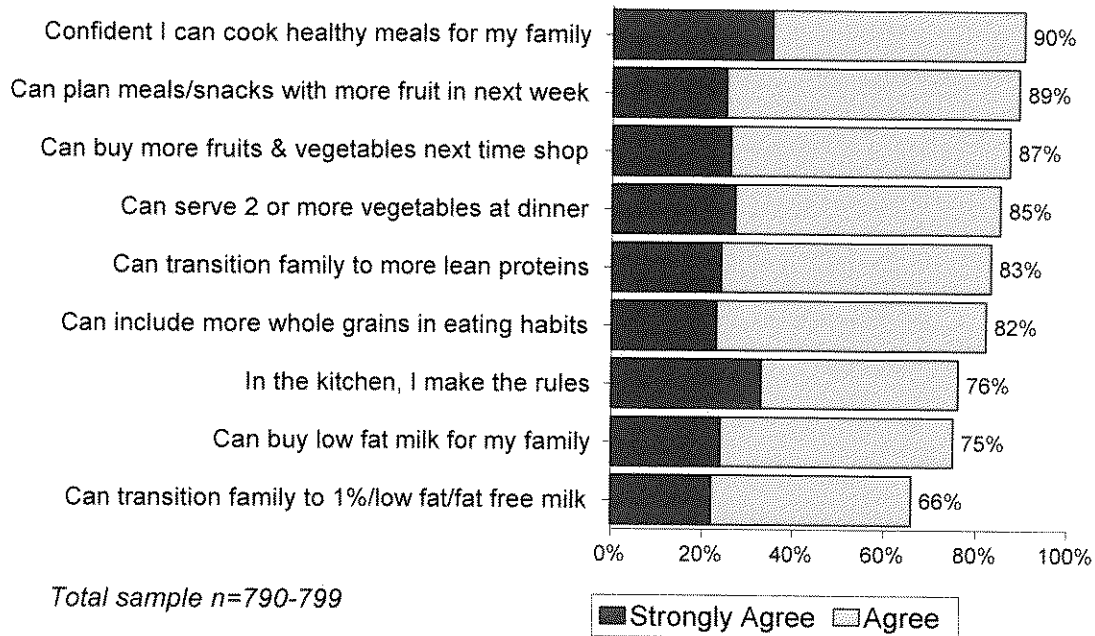 Confident I can cook healthy meals for my family 90%
Can plan meals/snacks with more fruit in next week 89%
Can buy more fruits & vegetables next time shop 87%
Can serve 2 or more vegetables at dinner 85%
Can transition family to more lean proteins 83%
Can include more whole grains in eating habits 82%
In the kitchen, I make the rules 76%
Can buy low fat milk for my family 75%
Can transition family to 1%/low fat/fat free milk 66%
0% 20% 40% 60% 80% 100%
Total sample n=790-799
Strongly Agree Agree